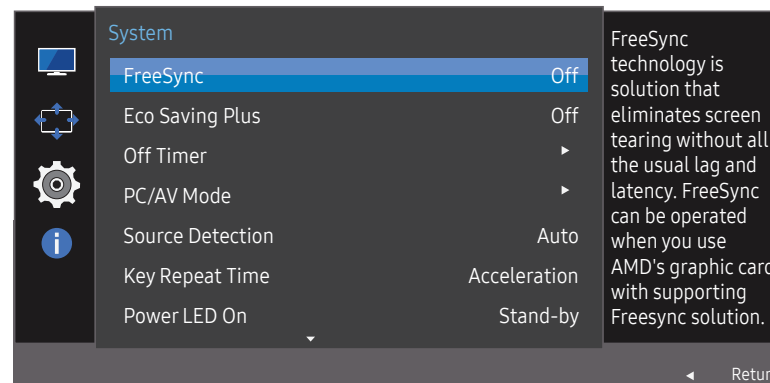 System
FreeSync Off
Eco Saving Plus Off
Off Timer
PC/AV Mode
Source Detection Auto
Key Repeat Time Acceleration
Power LED On Stand-by
FreeSync
technology is
solution that
eliminates screen
tearing without all
the usual lag and
latency. FreeSync
can be operated
when you use
AMD's graphic card
with supporting
Freesync solution.
Retur